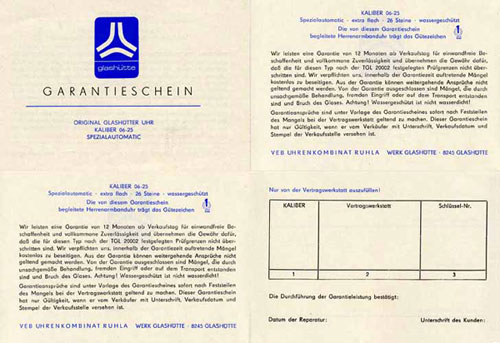 glashütte
GARANTIESCHEIN
ORIGINAL GLASHÜTTER UHR
KALIBER 06-25
SPEZIALAUTOMATIC
KALIBER 06-25
Spezialautomatic · extra flach · 26 Steine · wassergeschützt
Die von diesem Garantieschein
begleitete Herrenarmbanduhr trägt das Gütezeichen
Wir leisten eine Garantie von 12 Monaten ab Verkaufstag für einwandfreie Be-
schaffenheit und vollkommene Zuverlässigkeit und übernehmen die Gewähr dafür,
daß die für diesen Typ nach der TGL 20002 festgelegten Prüfgrenzen nicht über-
schritten sind. Wir verpflichten uns, innerhalb der Garantiezeit auftretende Mängel
kostenlos zu beseitigen. Aus der Garantie können weitergehende Ansprüche nicht
geltend gemacht werden. Von der Garantie ausgeschlossen sind Mängel, die durch
unsachgemäße Behandlung, fremden Eingriff oder auf dem Transport entstanden
sind und Bruch des Glases. Achtung! Wassergeschützt ist nicht wasserdicht!
Garantieansprüche sind unter Vorlage des Garantiescheines sofort nach Feststellen
des Mangels bei der Vertragswerkstatt geltend zu machen. Dieser Garantieschein
hat nur Gültigkeit, wenn er vom Verkäufer mit Unterschrift, Verkaufsdatum und
Stempel der Verkaufsstelle versehen ist.
VEB UHRENKOMBINAT RUHLA WERK GLASHÜTTE · 8245 GLASHÜTTE
KALIBER 06-25
Spezialautomatic · extra flach · 26 Steine · wassergeschützt
Die von diesem Garantieschein
begleitete Herrenarmbanduhr trägt das Gütezeichen
Wir leisten eine Garantie von 12 Monaten ab Verkaufstag für einwandfreie Be-
schaffenheit und vollkommene Zuverlässigkeit und übernehmen die Gewähr dafür,
daß die für diesen Typ nach der TGL 20002 festgelegten Prüfgrenzen nicht über-
schritten sind. Wir verpflichten uns, innerhalb der Garantiezeit auftretende Mängel
kostenlos zu beseitigen. Aus der Garantie können weitergehende Ansprüche nicht
geltend gemacht werden. Von der Garantie ausgeschlossen sind Mängel, die durch
unsachgemäße Behandlung, fremden Eingriff oder auf dem Transport entstanden
sind und Bruch des Glases. Achtung! Wassergeschützt ist nicht wasserdicht!
Garantieansprüche sind unter Vorlage des Garantiescheines sofort nach Feststellen
des Mangels bei der Vertragswerkstatt geltend zu machen. Dieser Garantieschein
hat nur Gültigkeit, wenn er vom Verkäufer mit Unterschrift, Verkaufsdatum und
Stempel der Verkaufsstelle versehen ist.
VEB UHRENKOMBINAT RUHLA WERK GLASHÜTTE · 8245 GLASHÜTTE
Nur von der Vertragswerkstatt auszufüllen!
KALIBER Vertragswerkstatt Schlüssel-Nr.
1 2 3
Die Durchführung der Garantieleistung bestätigt:
Datum der Reparatur: Unterschrift des Kunden: